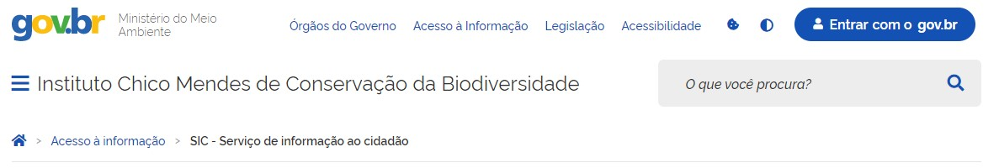 gov.br
Ministério do Meio
Ambiente
Órgãos do Governo Acesso à Informação Legislação Acessibilidade
Entrar com o gov.br
Instituto Chico Mendes de Conservação da Biodiversidade
O que você procura?
> Acesso à informação > SIC - Serviço de informação ao cidadão